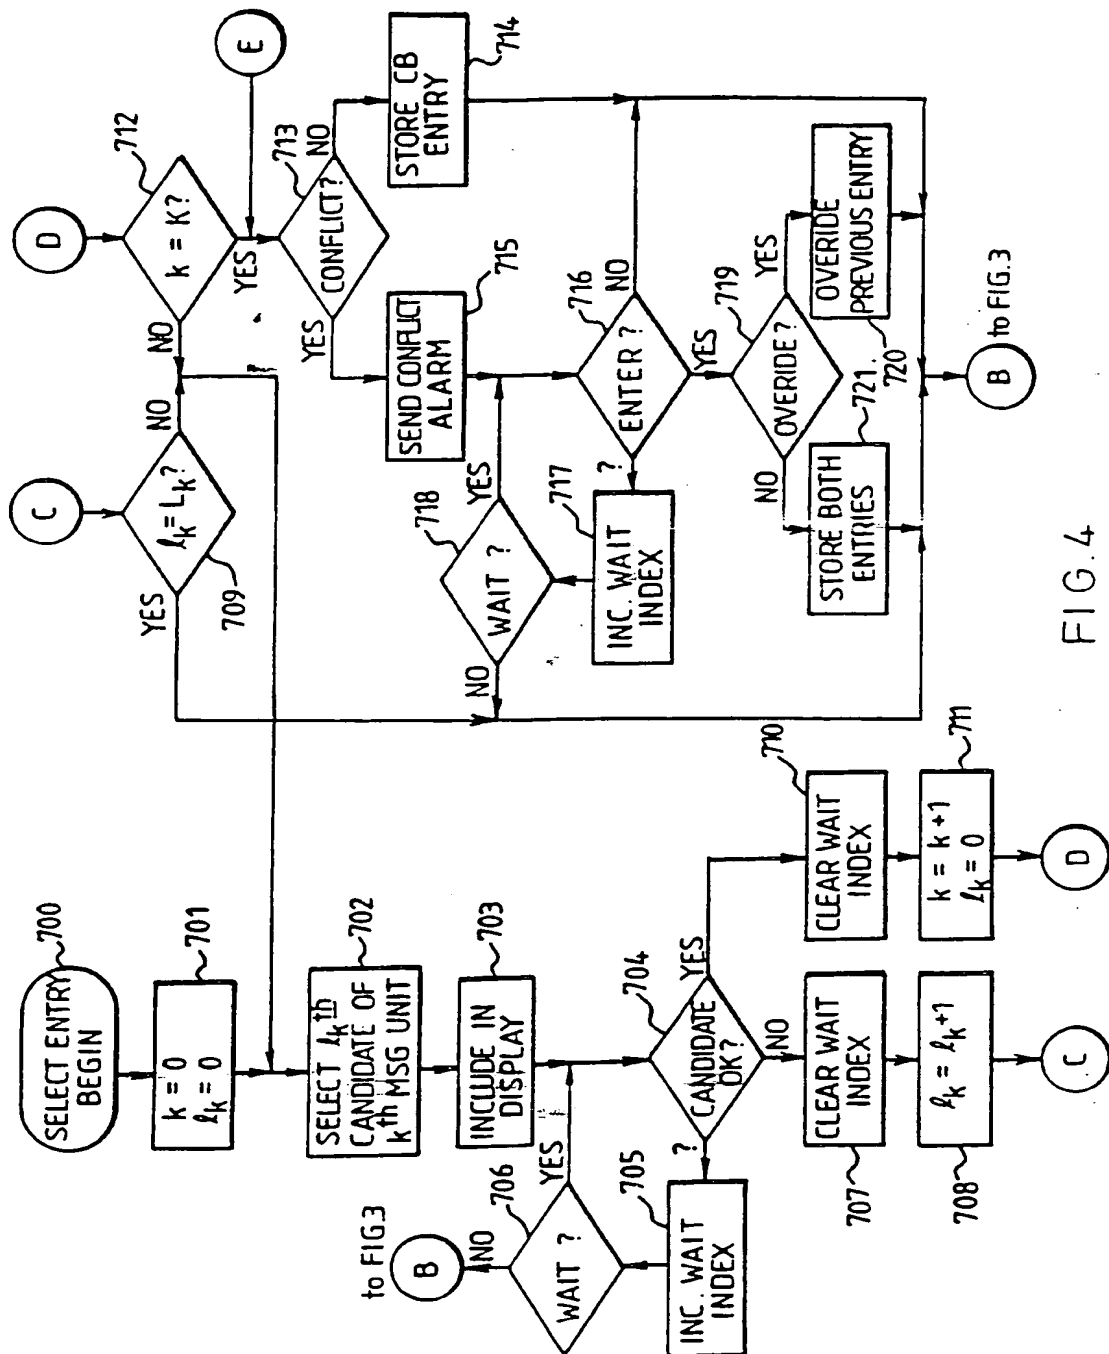 SELECT ENTRY
BEGIN
700
k = 0
ℓk = 0
701
SELECT ℓkth
CANDIDATE OF
kth MSG UNIT
702
INCLUDE IN
DISPLAY
703
CANDIDATE
OK?
704
YES
NO
?
INC. WAIT
INDEX
705
WAIT ?
706
YES
NO
B
to FIG3
CLEAR WAIT
INDEX
707
ℓk = ℓk+1
708
C
CLEAR WAIT
INDEX
710
k = k+1
ℓk = 0
711
D
C
ℓk = Lk?
709
YES
NO
D
k = K?
712
NO
YES
E
CONFLICT?
713
YES
NO
STORE CB
ENTRY
714
SEND CONFLICT
ALARM
715
ENTER ?
716
NO
YES
?
INC. WAIT
INDEX
717
WAIT ?
718
YES
NO
OVERIDE?
719
YES
NO
OVERIDE
PREVIOUS ENTRY
720
STORE BOTH
ENTRIES
721
B
to FIG.3
FIG.4